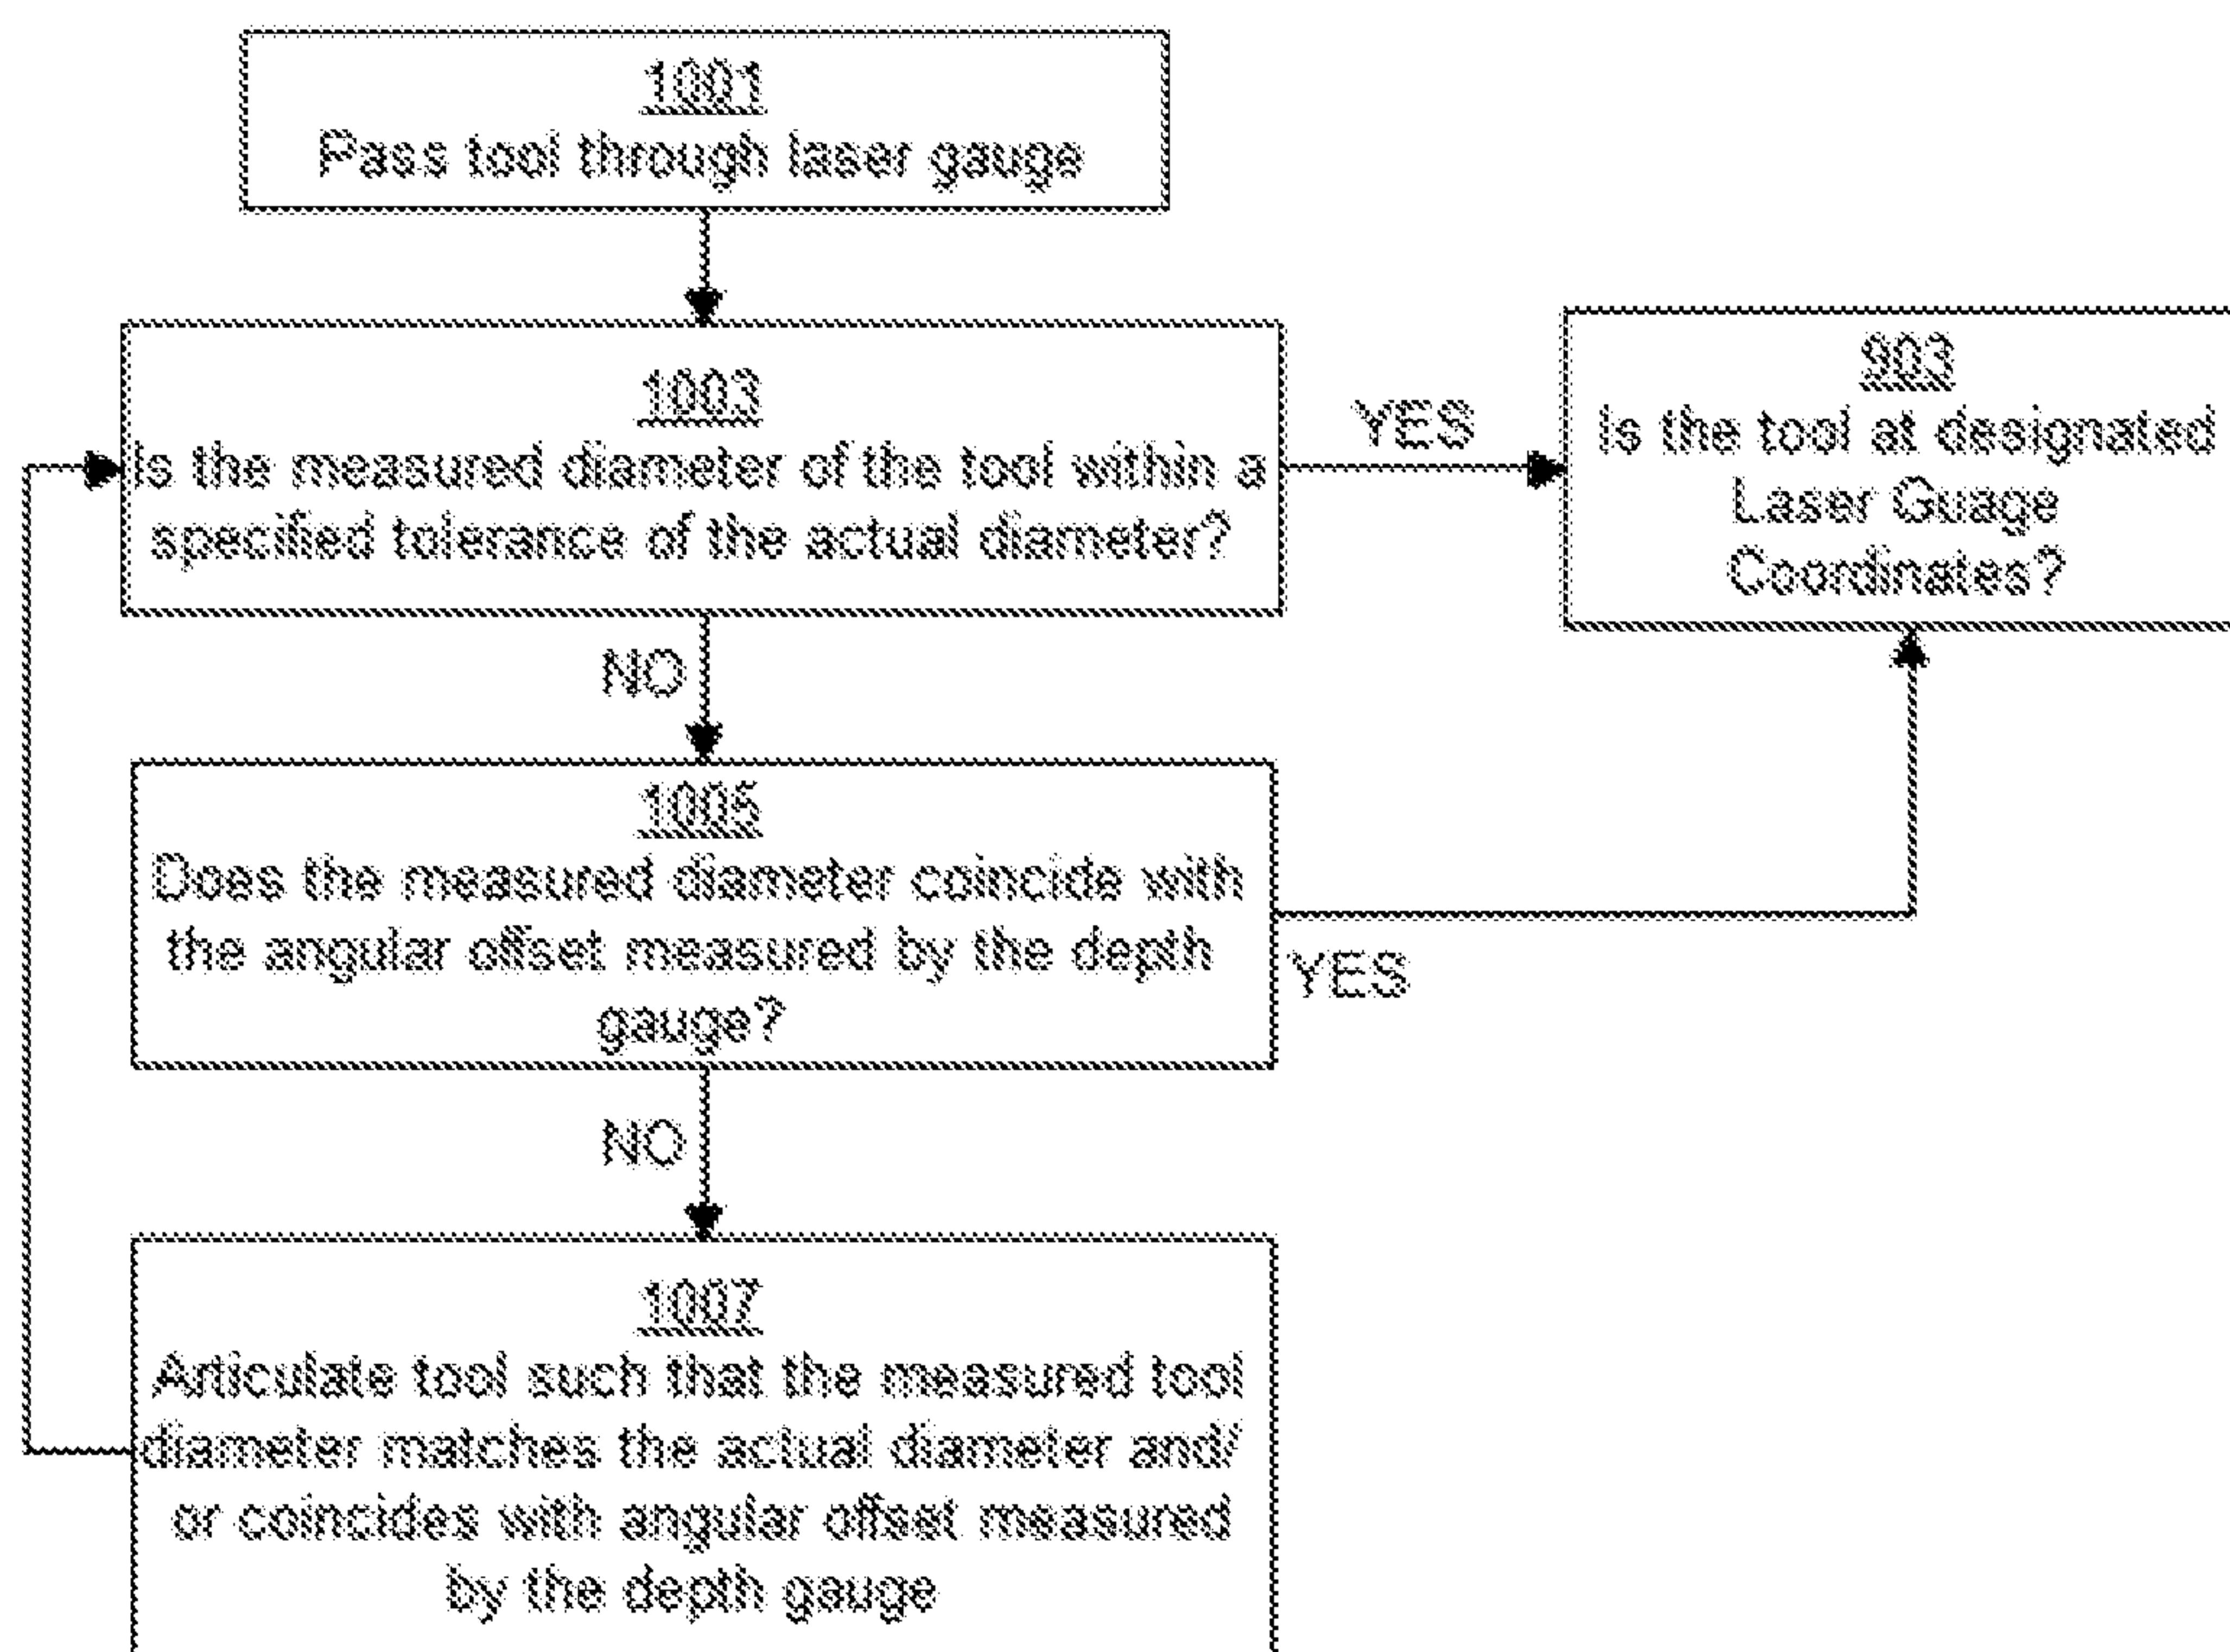 1001
Pass tool through laser gauge
1003
Is the measured diameter of the tool within a
specified tolerance of the actual diameter?
YES
903
Is the tool at designated
Laser Guage
Coordinates?
NO
1005
Does the measured diameter coincide with
the angular offset measured by the depth
gauge?
YES
NO
1007
Articulate tool such that the measured tool
diameter matches the actual diameter and/
or coincides with angular offset measured
by the depth gauge